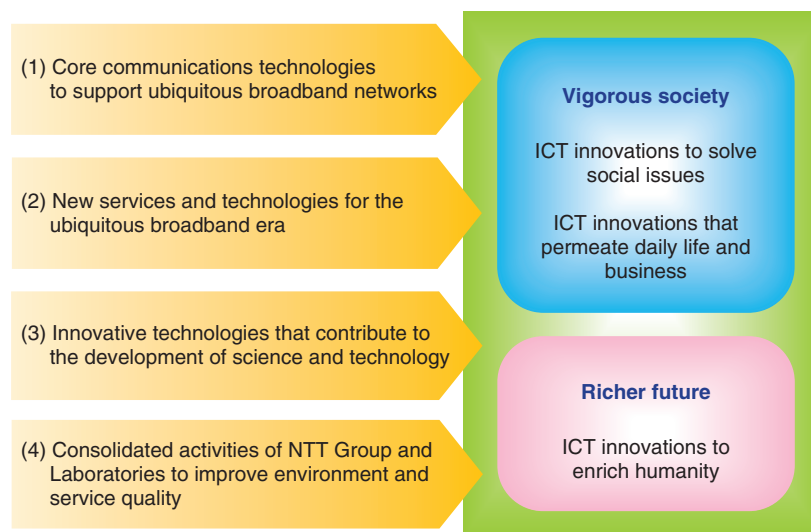 (1) Core communications technologies
to support ubiquitous broadband networks
(2) New services and technologies for the
ubiquitous broadband era
(3) Innovative technologies that contribute to
the development of science and technology
(4) Consolidated activities of NTT Group and
Laboratories to improve environment and
service quality
Vigorous society
ICT innovations to solve
social issues
ICT innovations that
permeate daily life and
business
Richer future
ICT innovations to
enrich humanity